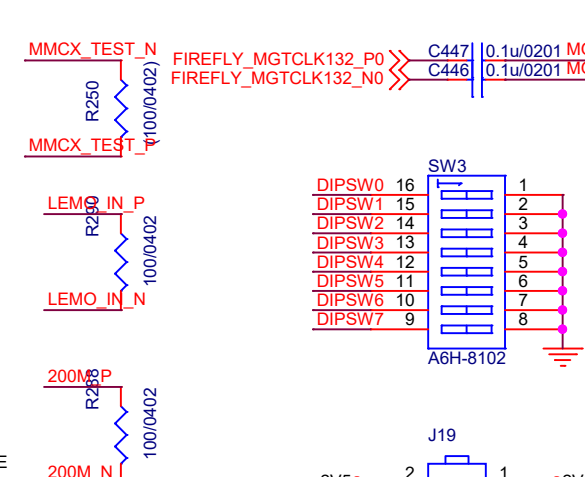 MMCX_TEST_N
R250
(100/0402)
MMCX_TEST_P
FIREFLY_MGTCLK132_P0
FIREFLY_MGTCLK132_N0
C447 0.1u/0201
C446 0.1u/0201
LEMO_IN_P
R290
100/0402
LEMO_IN_N
SW3
DIPSW0 16 1
DIPSW1 15 2
DIPSW2 14 3
DIPSW3 13 4
DIPSW4 12 5
DIPSW5 11 6
DIPSW6 10 7
DIPSW7 9 8
A6H-8102
200M_P
R288
100/0402
200M_N
J19
2 1